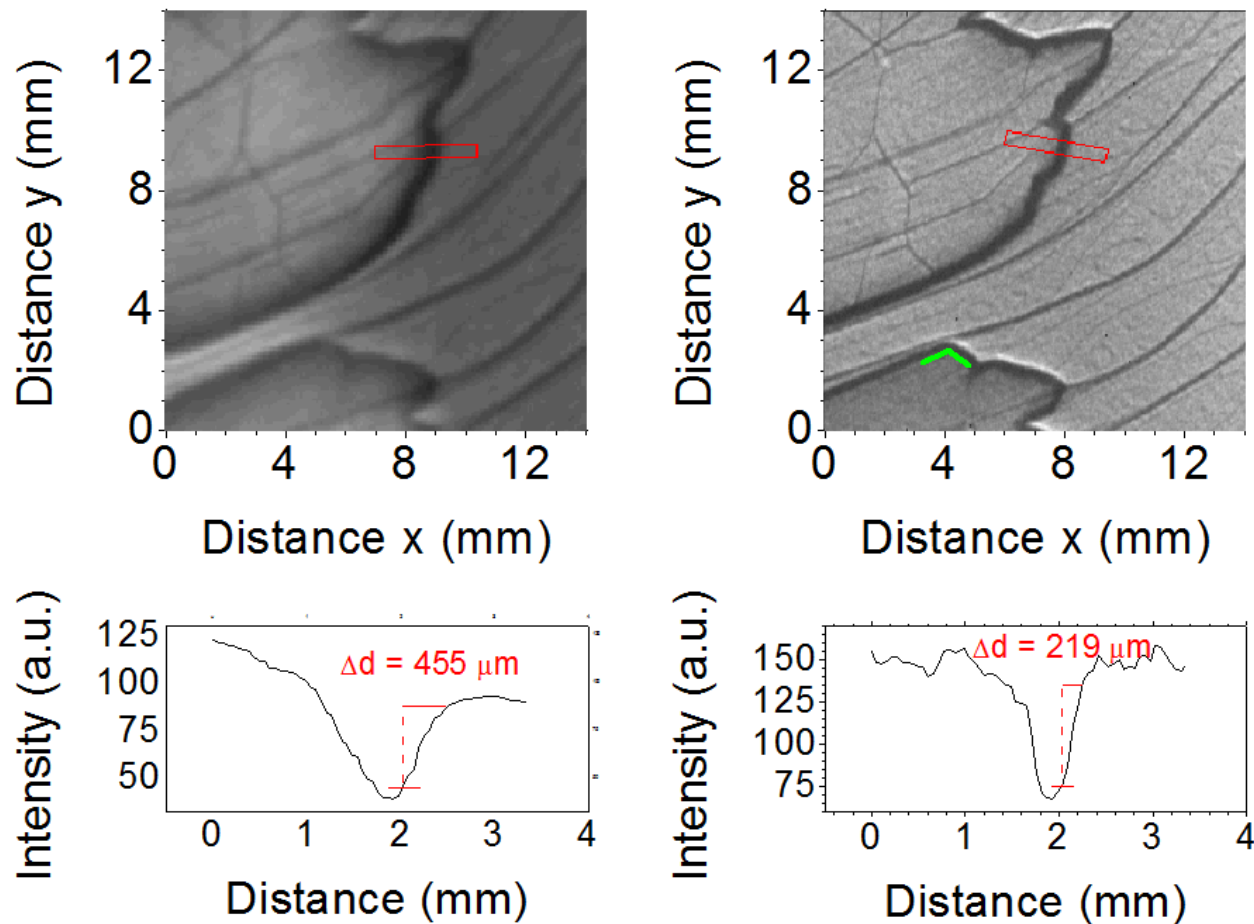 Distance y (mm)
12
8
4
0
0 4 8 12
Distance x (mm)
Distance y (mm)
12
8
4
0
0 4 8 12
Distance x (mm)
Intensity (a.u.)
125
100
75
50
Δd = 455 μm
0 1 2 3 4
Distance (mm)
Intensity (a.u.)
150
125
100
75
Δd = 219 μm
0 1 2 3 4
Distance (mm)